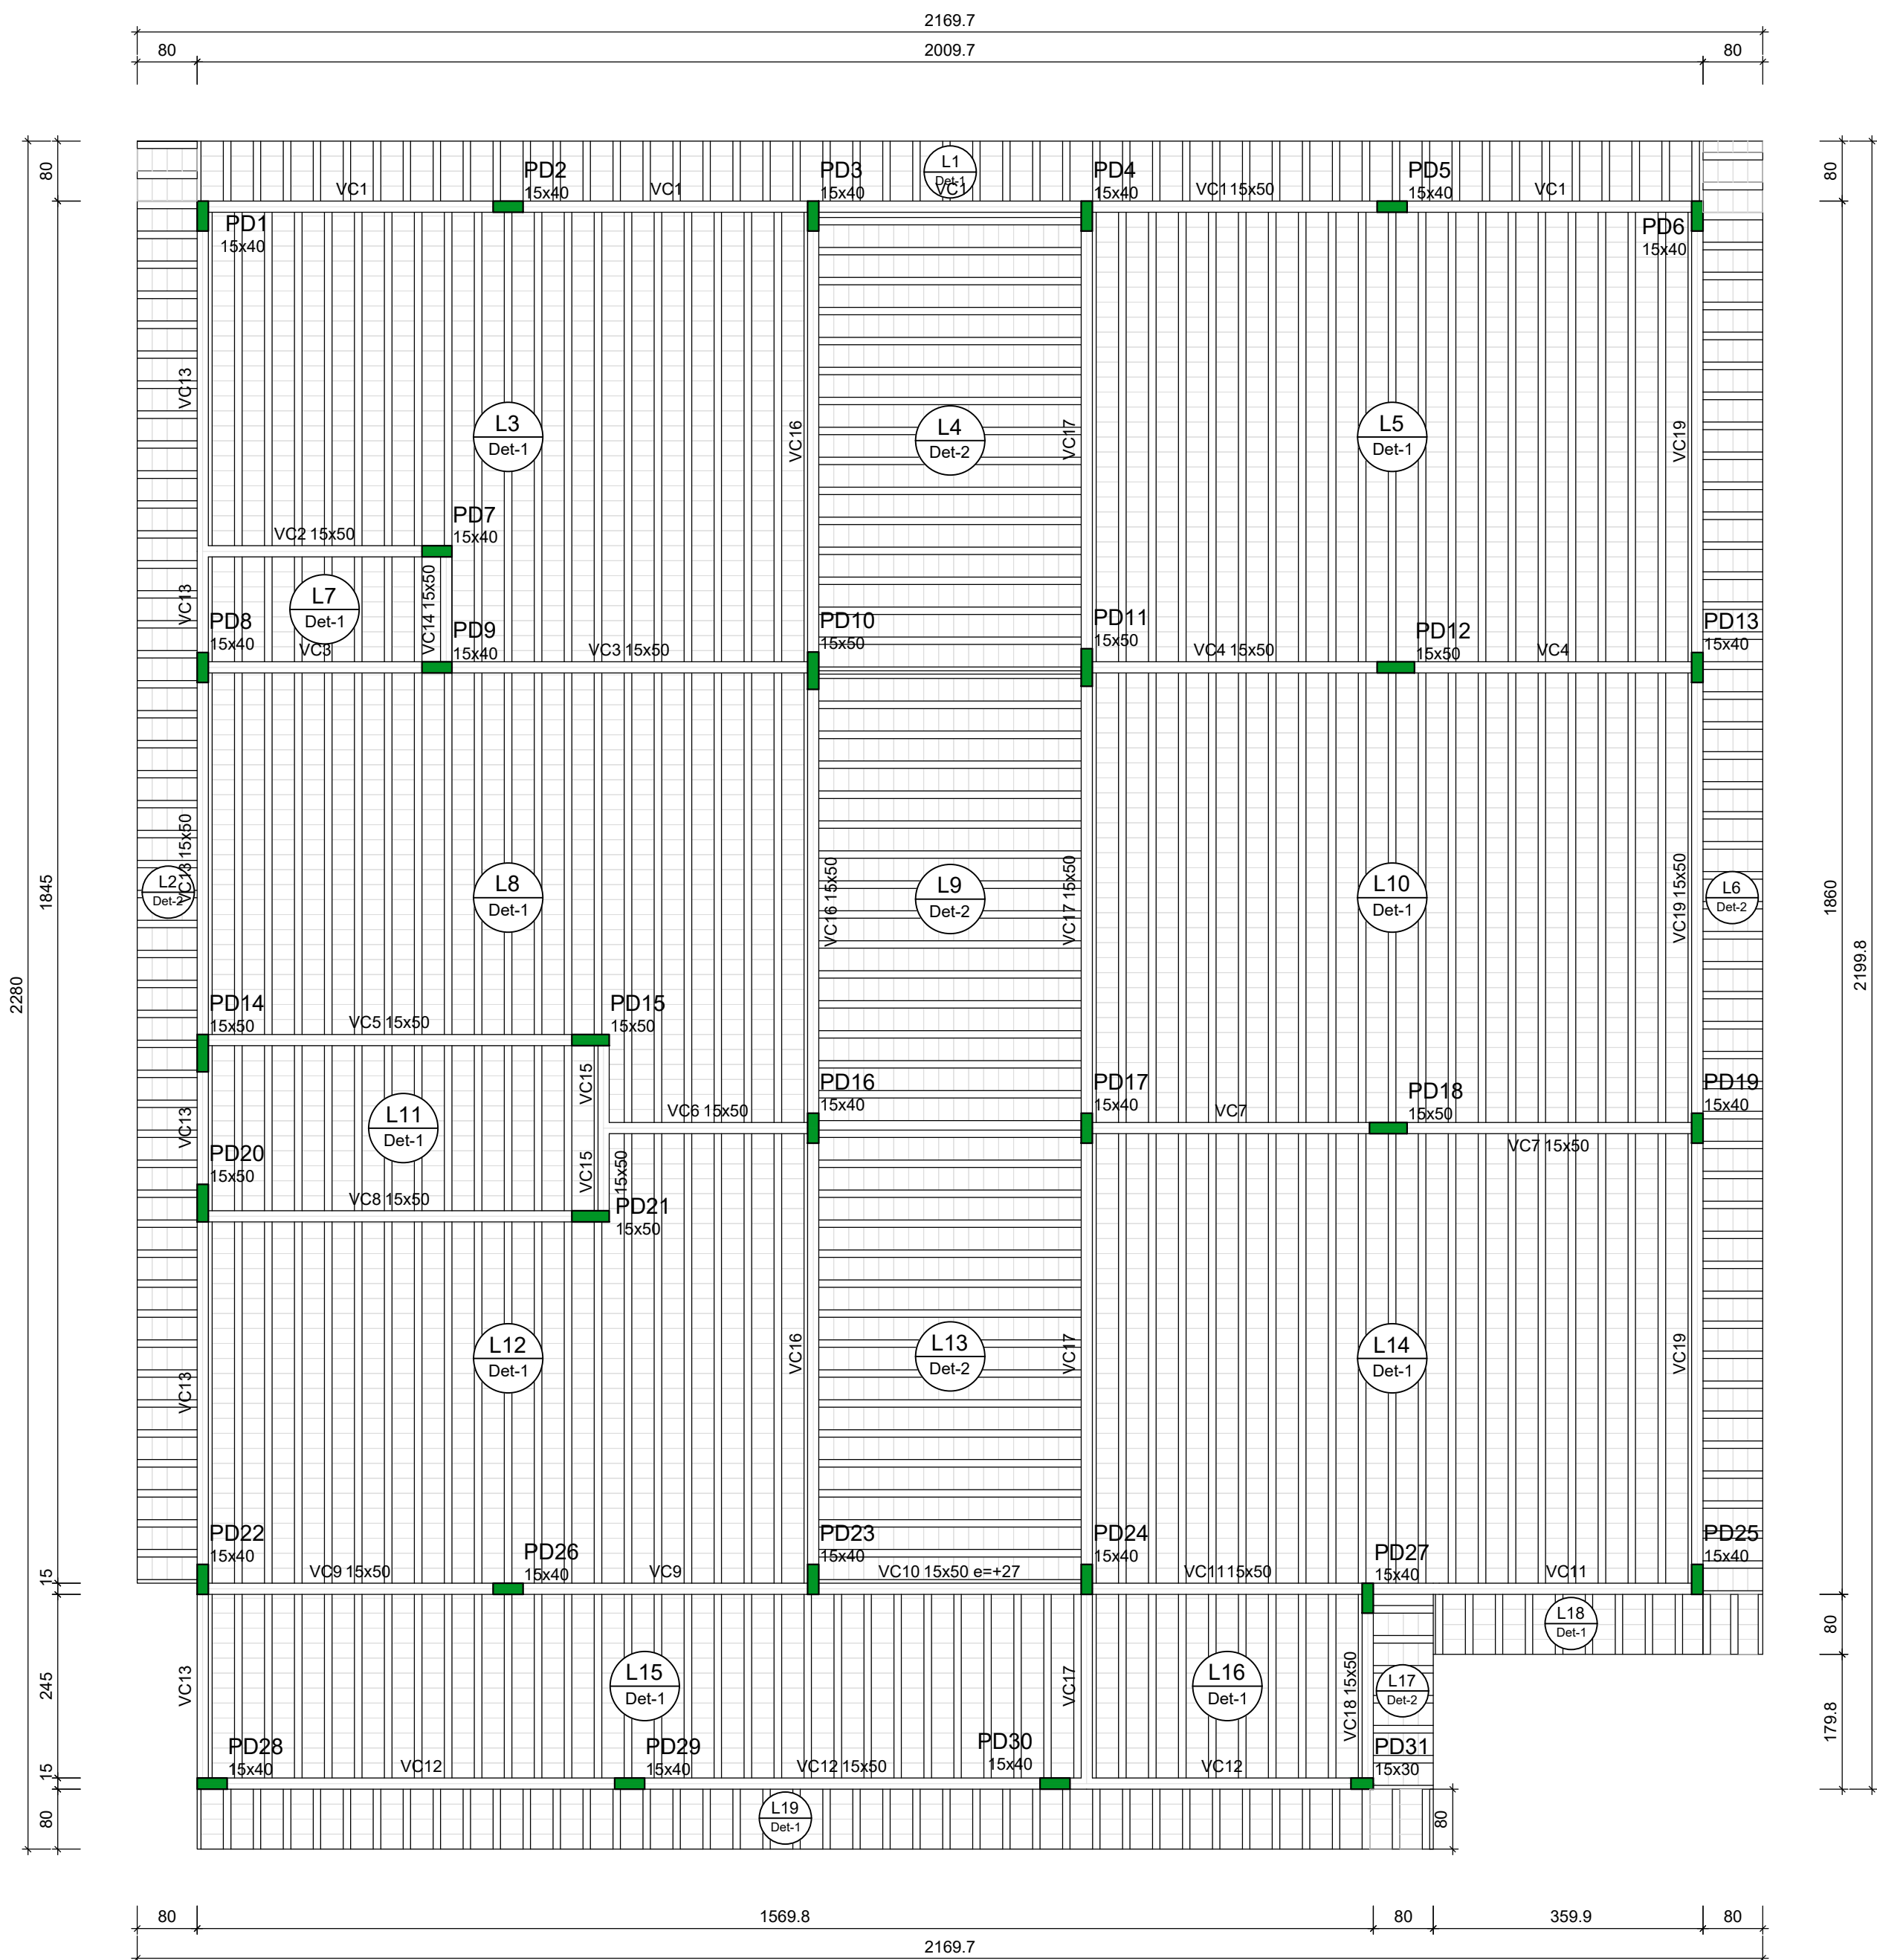 2169.7
80
2009.7
80
80
80
L1
Det-1
PD2
15x40
PD3
15x40
PD4
15x40
PD5
15x40
VC1
VC1
VC1
VC1 15x50
VC1
PD1
15x40
PD6
15x40
VC13
L3
Det-1
VC16
L4
Det-2
VC17
L5
Det-1
VC19
VC2 15x50
PD7
15x40
VC13
L7
Det-1
VC14 15x50
PD8
15x40
VC3
PD9
15x40
VC3 15x50
PD10
15x50
PD11
15x50
VC4 15x50
PD12
15x50
VC4
PD13
15x40
2280
1845
L2
Det-2
VC13 15x50
L8
Det-1
VC16 15x50
L9
Det-2
VC17 15x50
L10
Det-1
VC19 15x50
L6
Det-2
1860
2199.8
PD14
15x50
VC5 15x50
PD15
15x50
VC15
VC13
L11
Det-1
VC6 15x50
PD16
15x40
PD17
15x40
VC7
PD18
15x50
VC7 15x50
PD19
15x40
PD20
15x50
VC8 15x50
VC15
15x50
PD21
15x50
VC13
L12
Det-1
VC16
L13
Det-2
VC17
L14
Det-1
VC19
PD22
15x40
VC9 15x50
PD26
15x40
VC9
PD23
15x40
VC10 15x50 e=+27
PD24
15x40
VC11 15x50
PD27
15x40
VC11
PD25
15x40
15
L18
Det-1
80
245
VC13
L15
Det-1
VC17
L16
Det-1
VC18 15x50
L17
Det-2
179.8
PD28
15x40
VC12
PD29
15x40
VC12 15x50
PD30
15x40
VC12
PD31
15x30
15
80
L19
Det-1
80
80
1569.8
80
359.9
80
2169.7